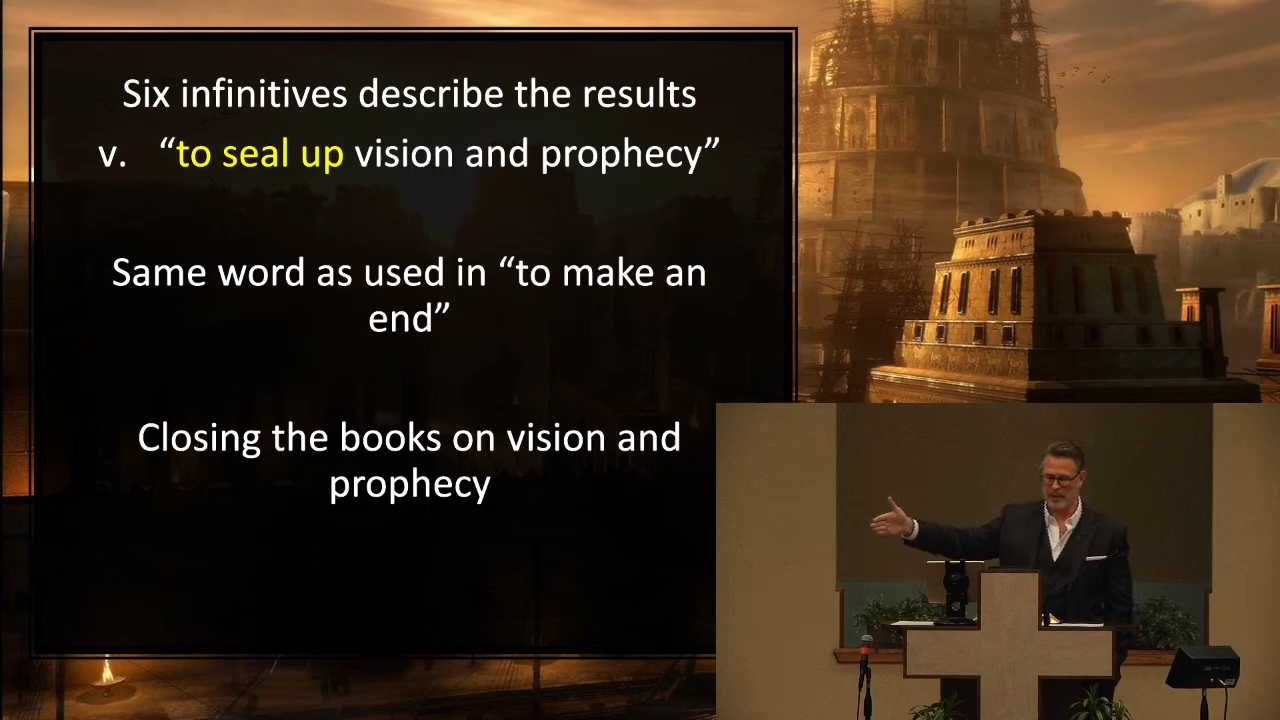 Six infinitives describe the results
v. “to seal up vision and prophecy”
Same word as used in “to make an
end”
Closing the books on vision and
prophecy